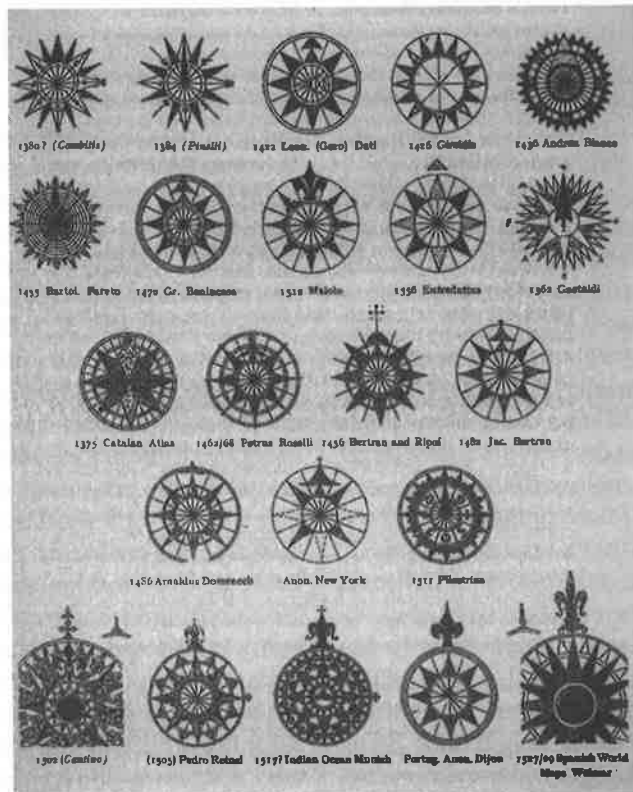 1380? (Combitis)
1384 (Pinelli)
1422 Leon. (Goro) Dati
1426 Giroldis
1436 Andrea Bianco
1455 Bartol. Pareto
1470 Gr. Benincasa
1512 Maiolo
1556
1562 Gastaldi
1375 Catalan Atlas
1462/68 Petrus Roselli
1456 Bertran and Ripol
1482 Jac. Bertran
1486 Arnaldus Domenech
Anon. New York
1511 Pilestrina
1502 (Cantino)
(1505) Pedro Reinel
1517? Indian Ocean Munich
Portug. Anon. Dijon
1527/29 Spanish World
Maps Weimar